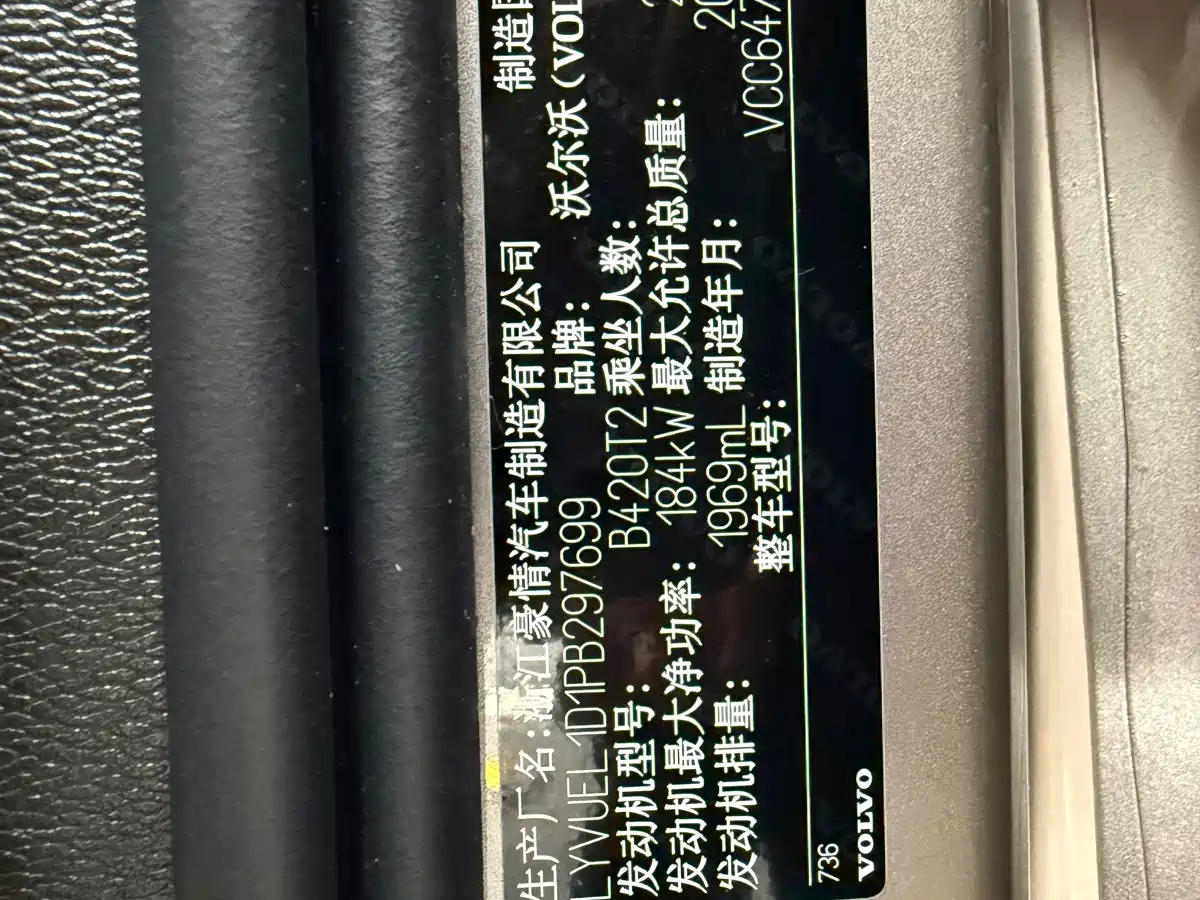 生产厂名:浙江豪情汽车制造有限公司 制造国
LYVUEL1D1PB297699 品牌: 沃尔沃(VOL
发动机型号: B420T2 乘坐人数:
发动机最大净功率: 184kW 最大允许总质量: 2
发动机排量: 1969mL 制造年月: 20
整车型号: VCC647
736
VOLVO